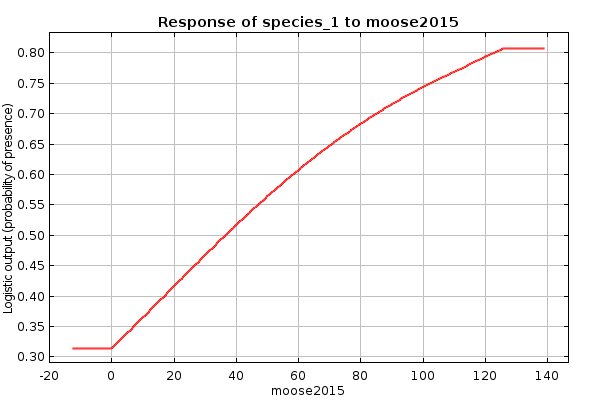 Response of species_1 to moose2015
Logistic output (probability of presence)
0.80
0.75
0.70
0.65
0.60
0.55
0.50
0.45
0.40
0.35
0.30
-20 0 20 40 60 80 100 120 140
moose2015